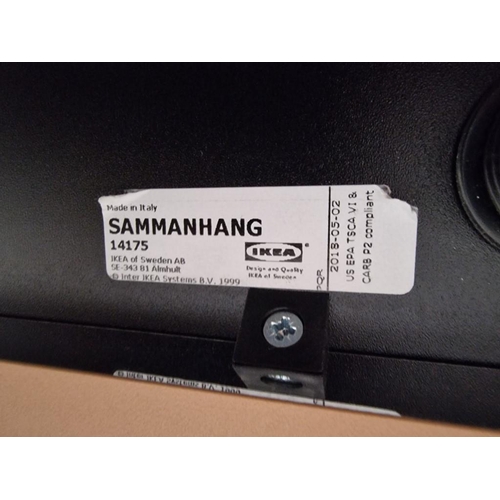 Made in Italy
SAMMANHANG
14175
IKEA of Sweden AB
SE-343 81 Älmhult
© Inter IKEA Systems B.V. 1999
IKEA
®
Design and Quality
IKEA of Sweden
PQR
2018-05-02
US EPA TSCA VI &
CARB P2 compliant